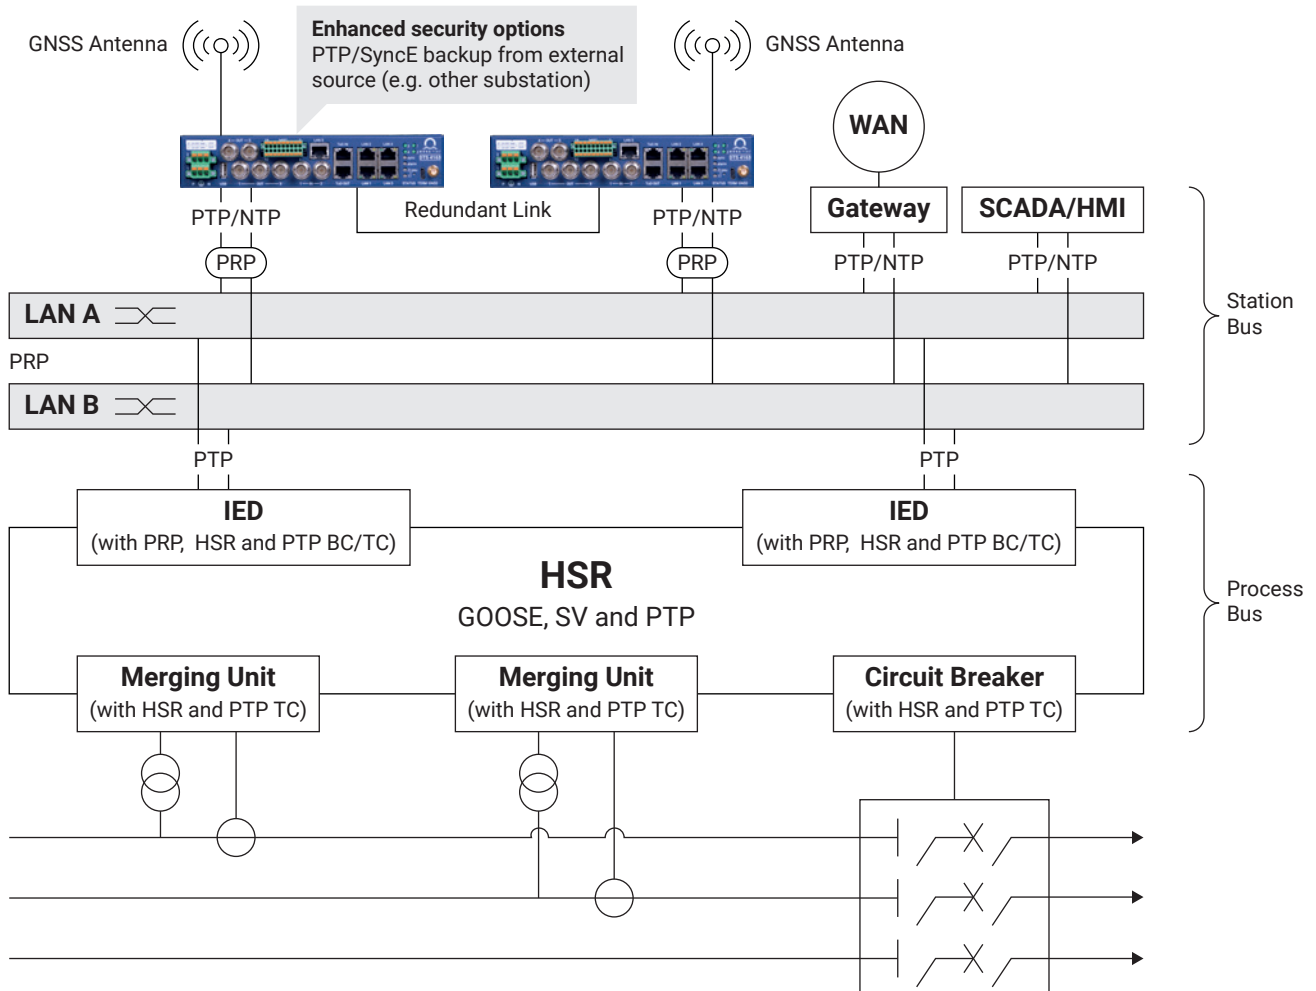 GNSS Antenna
Enhanced security options
PTP/SyncE backup from external
source (e.g. other substation)
GNSS Antenna
WAN
PTP/NTP
Redundant Link
PTP/NTP
Gateway
SCADA/HMI
PRP
PRP
PTP/NTP
PTP/NTP
LAN A
Station
Bus
PRP
LAN B
PTP
PTP
IED
(with PRP, HSR and PTP BC/TC)
IED
(with PRP, HSR and PTP BC/TC)
HSR
GOOSE, SV and PTP
Process
Bus
Merging Unit
(with HSR and PTP TC)
Merging Unit
(with HSR and PTP TC)
Circuit Breaker
(with HSR and PTP TC)